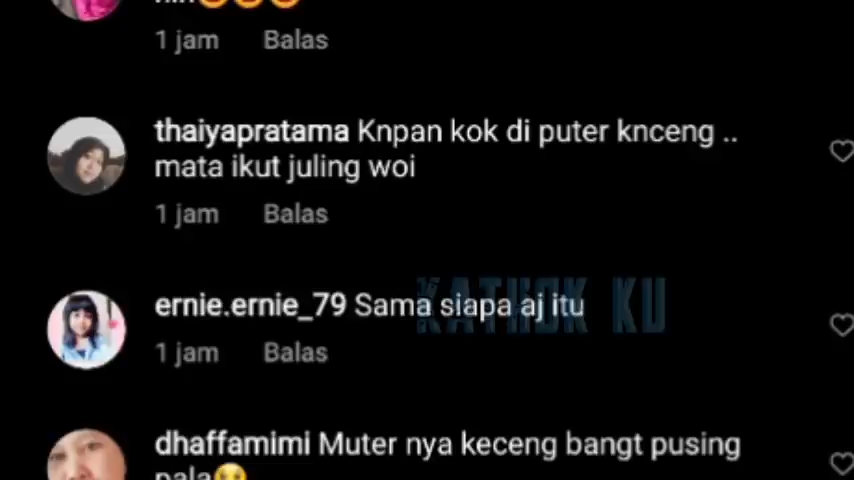 1 jam Balas
thaiyapratama Knpan kok di puter knceng ..
mata ikut juling woi
1 jam Balas
ernie.ernie_79 Sama siapa aj itu
KATHOK KU
1 jam Balas
dhaffamimi Muter nya keceng bangt pusing
pala😢